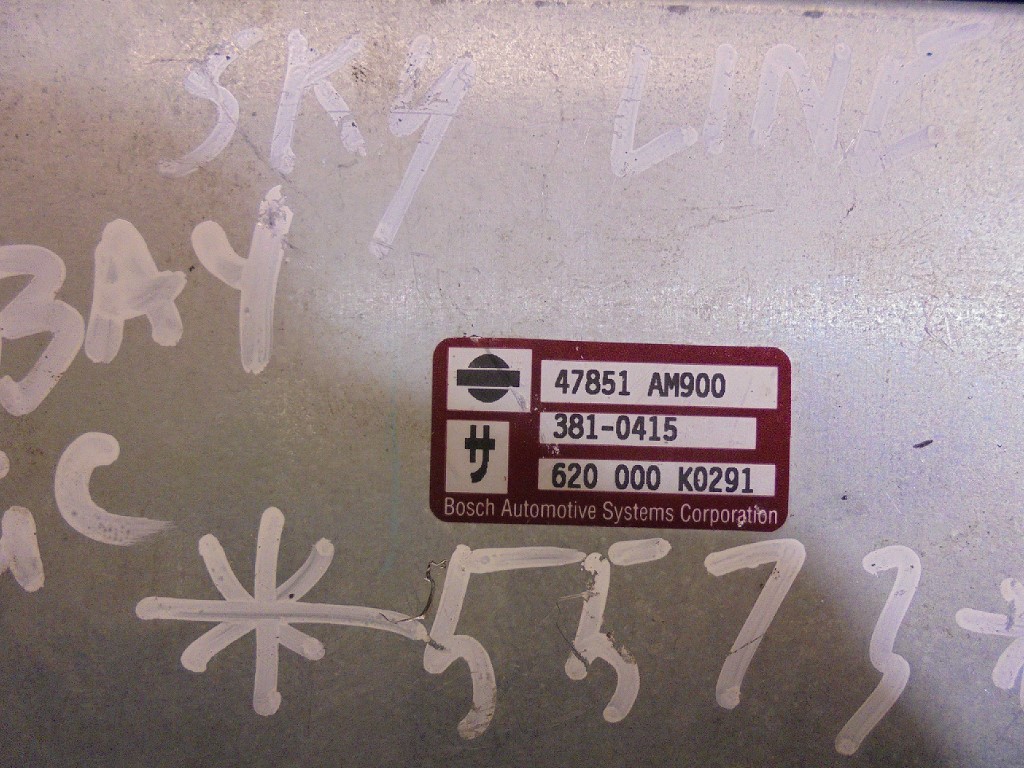 SKY LINE
BAY
C
47851 AM900
381-0415
サ
620 000 K0291
Bosch Automotive Systems Corporation
*5573*